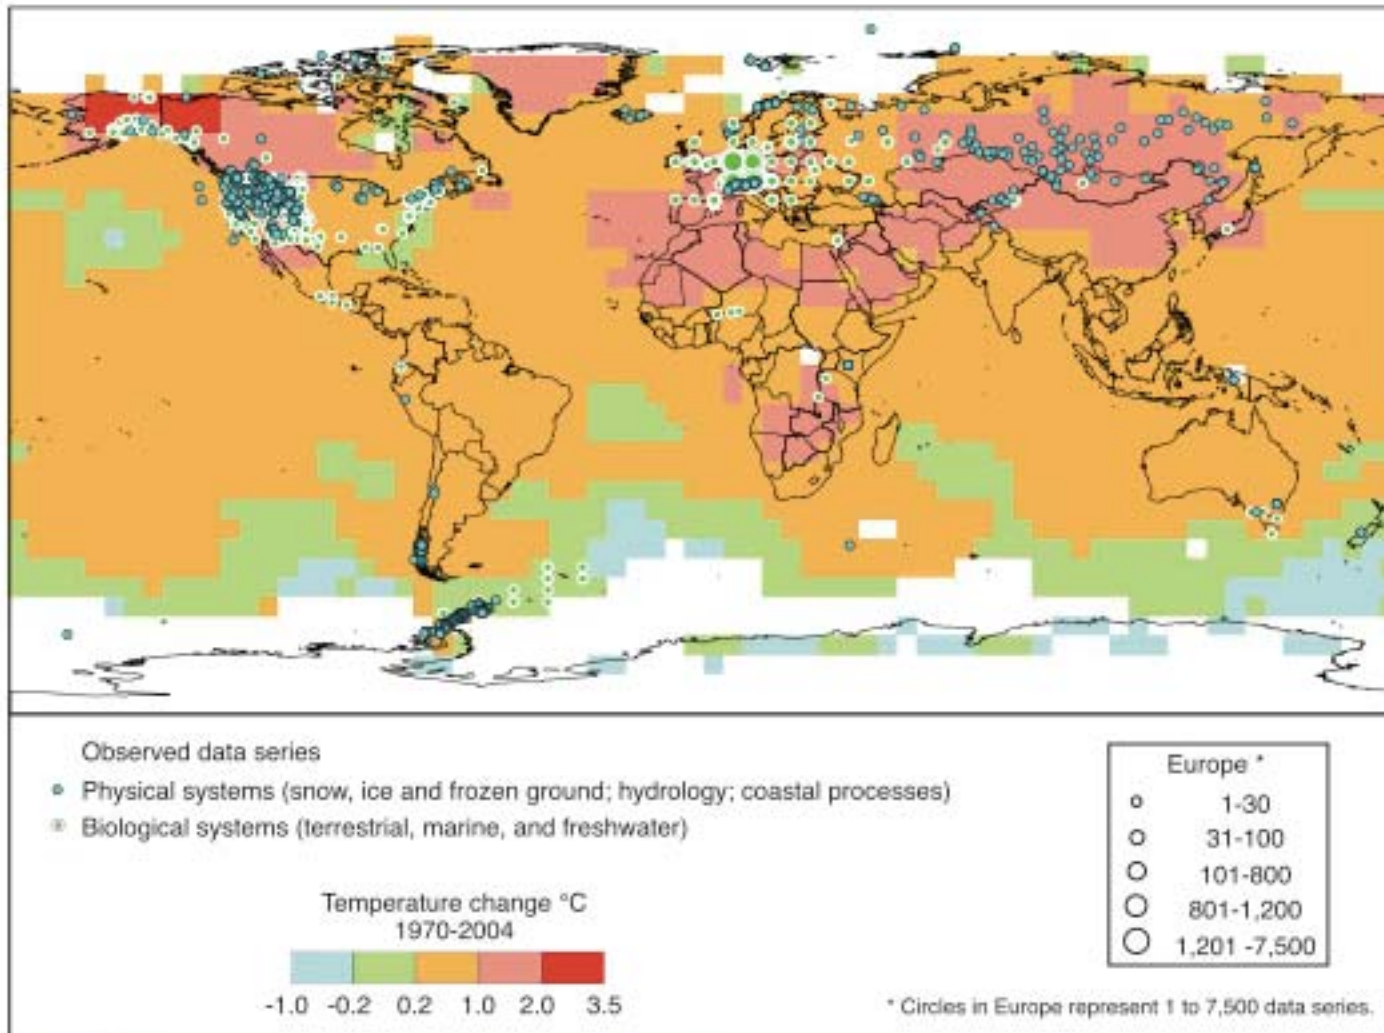 Observed data series
Physical systems (snow, ice and frozen ground; hydrology; coastal processes)
Biological systems (terrestrial, marine, and freshwater)
Temperature change °C
1970-2004
-1.0 -0.2 0.2 1.0 2.0 3.5
Europe *
1-30
31-100
101-800
801-1,200
1,201 -7,500
* Circles in Europe represent 1 to 7,500 data series.